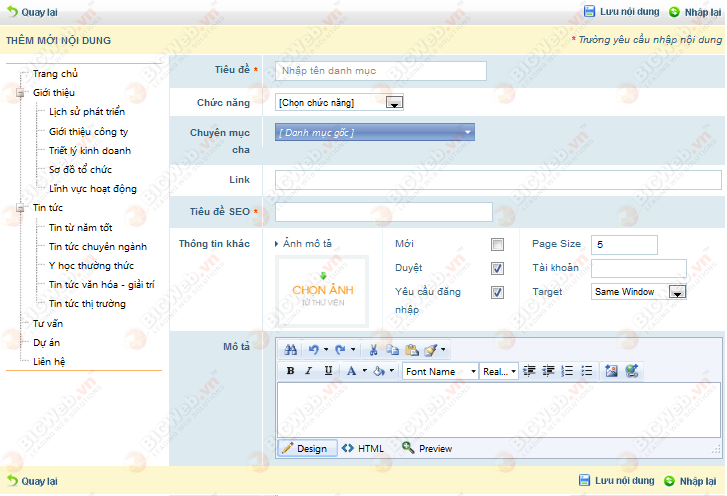 Quay lại
Lưu nội dung Nhập lại
THÊM MỚI NỘI DUNG
* Trường yêu cầu nhập nội dung
Trang chủ
Giới thiệu
Lịch sử phát triển
Giới thiệu công ty
Triết lý kinh doanh
Sơ đồ tổ chức
Lĩnh vực hoạt động
Tin tức
Tin từ năm tốt
Tin tức chuyên ngành
Y học thường thức
Tin tức văn hóa - giải trí
Tin tức thị trường
Tư vấn
Dự án
Liên hệ
Tiêu đề *
Nhập tên danh mục
Chức năng
[Chọn chức năng]
Chuyên mục
cha
[ Danh mục gốc ]
Link
Tiêu đề SEO *
Thông tin khác
Ảnh mô tả
CHỌN ẢNH
TỪ THƯ VIỆN
Mới
Duyệt
Yêu cầu đăng
nhập
Page Size 5
Tài khoản
Target Same Window
Mô tả
B I U A Font Name Real...
Design HTML Preview
Quay lại
Lưu nội dung Nhập lại
BICWeb.vn